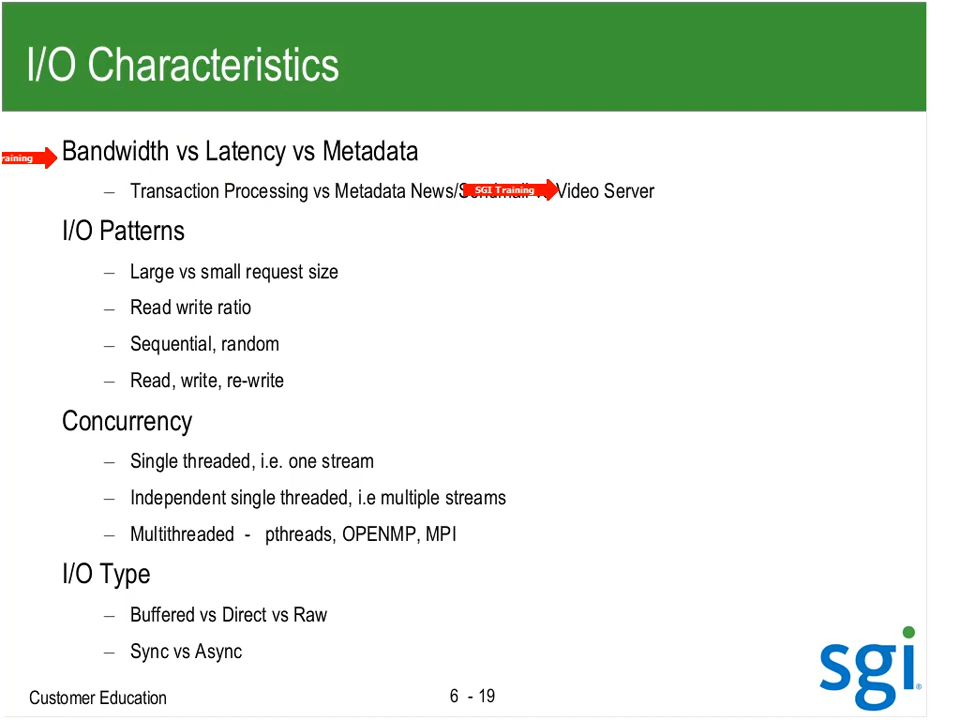 I/O Characteristics
raining
Bandwidth vs Latency vs Metadata
– Transaction Processing vs Metadata News/ SGI Training Video Server
I/O Patterns
– Large vs small request size
– Read write ratio
– Sequential, random
– Read, write, re-write
Concurrency
– Single threaded, i.e. one stream
– Independent single threaded, i.e multiple streams
– Multithreaded - pthreads, OPENMP, MPI
I/O Type
– Buffered vs Direct vs Raw
– Sync vs Async
sgi®
Customer Education
6 - 19